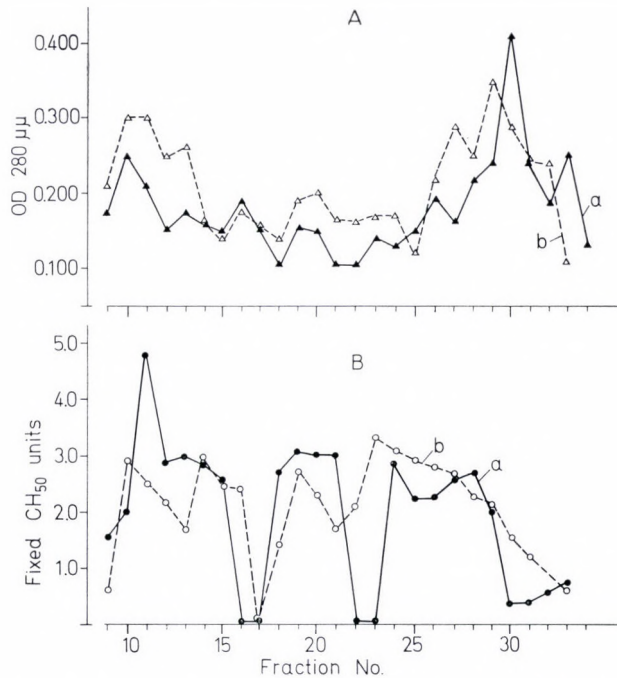 A
0.400
0.300
0.200
0.100
OD 280 μμ
a
b
B
5.0
4.0
3.0
2.0
1.0
Fixed CH50 units
b
a
10 15 20 25 30
Fraction No.